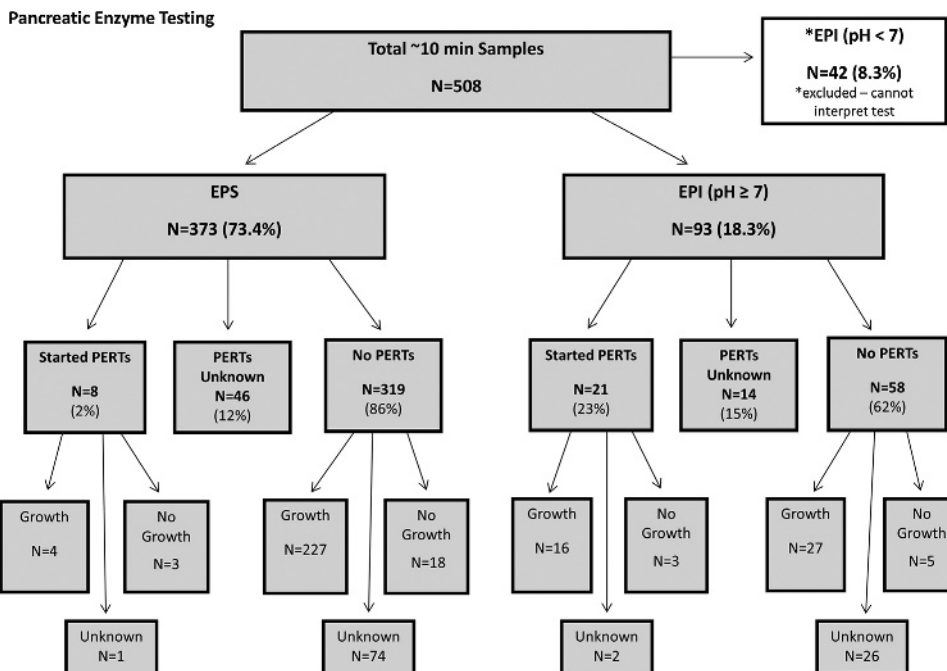 Pancreatic Enzyme Testing
Total ~10 min Samples
N=508
*EPI (pH < 7)
N=42 (8.3%)
*excluded – cannot
interpret test
EPS
N=373 (73.4%)
EPI (pH ≥ 7)
N=93 (18.3%)
Started PERTs
N=8
(2%)
PERTs
Unknown
N=46
(12%)
No PERTs
N=319
(86%)
Started PERTs
N=21
(23%)
PERTs
Unknown
N=14
(15%)
No PERTs
N=58
(62%)
Growth
N=4
No
Growth
N=3
Growth
N=227
No
Growth
N=18
Growth
N=16
No
Growth
N=3
Growth
N=27
No
Growth
N=5
Unknown
N=1
Unknown
N=74
Unknown
N=2
Unknown
N=26